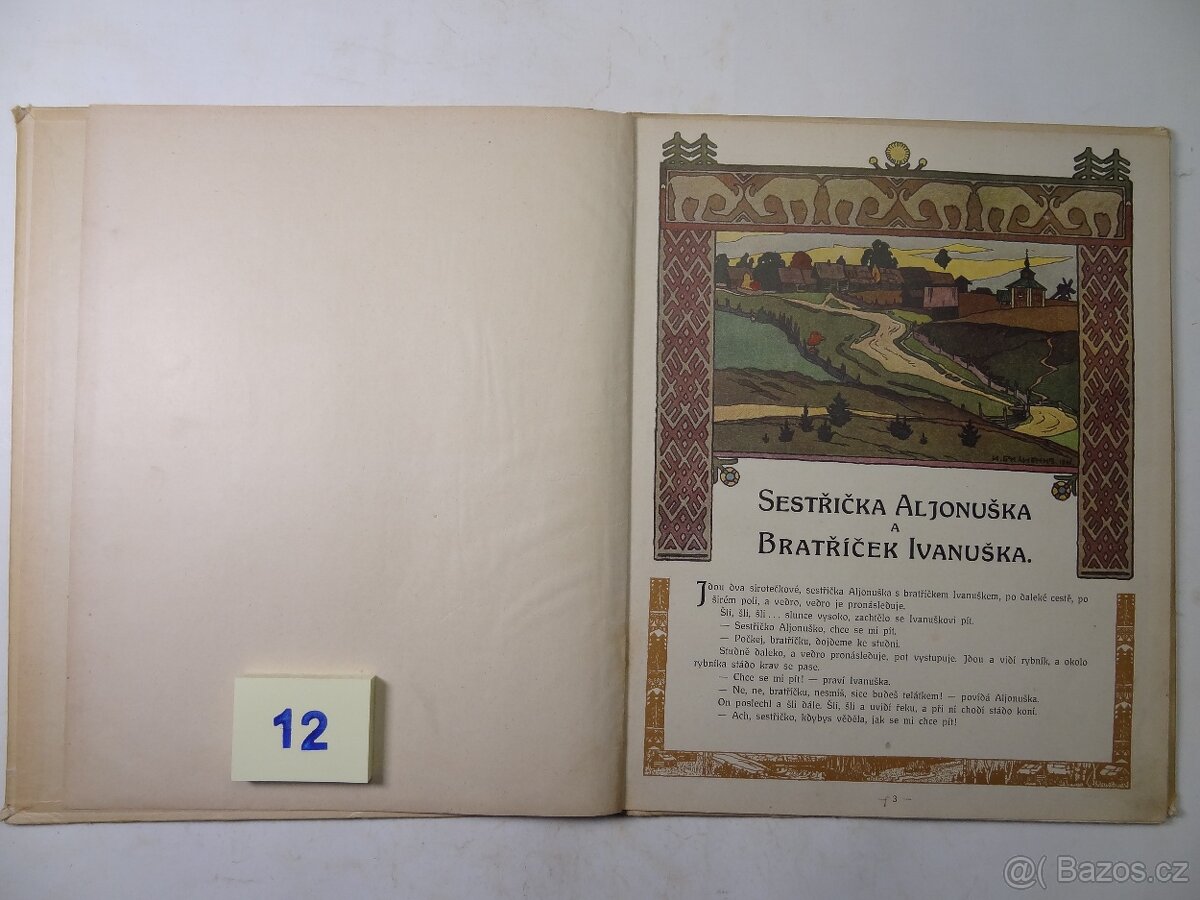 12
И. БИЛИБИНЪ
SESTŘIČKA ALJONUŠKA
A
BRATŘÍČEK IVANUŠKA.
Jdou dva sirotečkové, sestřička Aljonuška s bratříčkem Ivanuškem, po daleké cestě, po
širém poli, a vedro, vedro je pronásleduje.
Šli, šli, šli... slunce vysoko, zachtělo se Ivanuškovi pít.
— Sestřičko Aljonuško, chce se mi pít.
— Počkej, bratříčku, dojdeme ke studni.
Studně daleko, a vedro pronásleduje, pot vystupuje. Jdou a vidí rybník, a okolo
rybníka stádo krav se pase.
— Chce se mi pít! — praví Ivanuška.
— Ne, ne, bratříčku, nesmíš, sice budeš telátkem! — povídá Aljonuška.
On poslechl a šli dále. Šli, šli a uvidí řeku, a při ní chodí stádo koní.
— Ach, sestřičko, kdybys věděla, jak se mi chce pít!
— 3 —
@( Bazos.cz